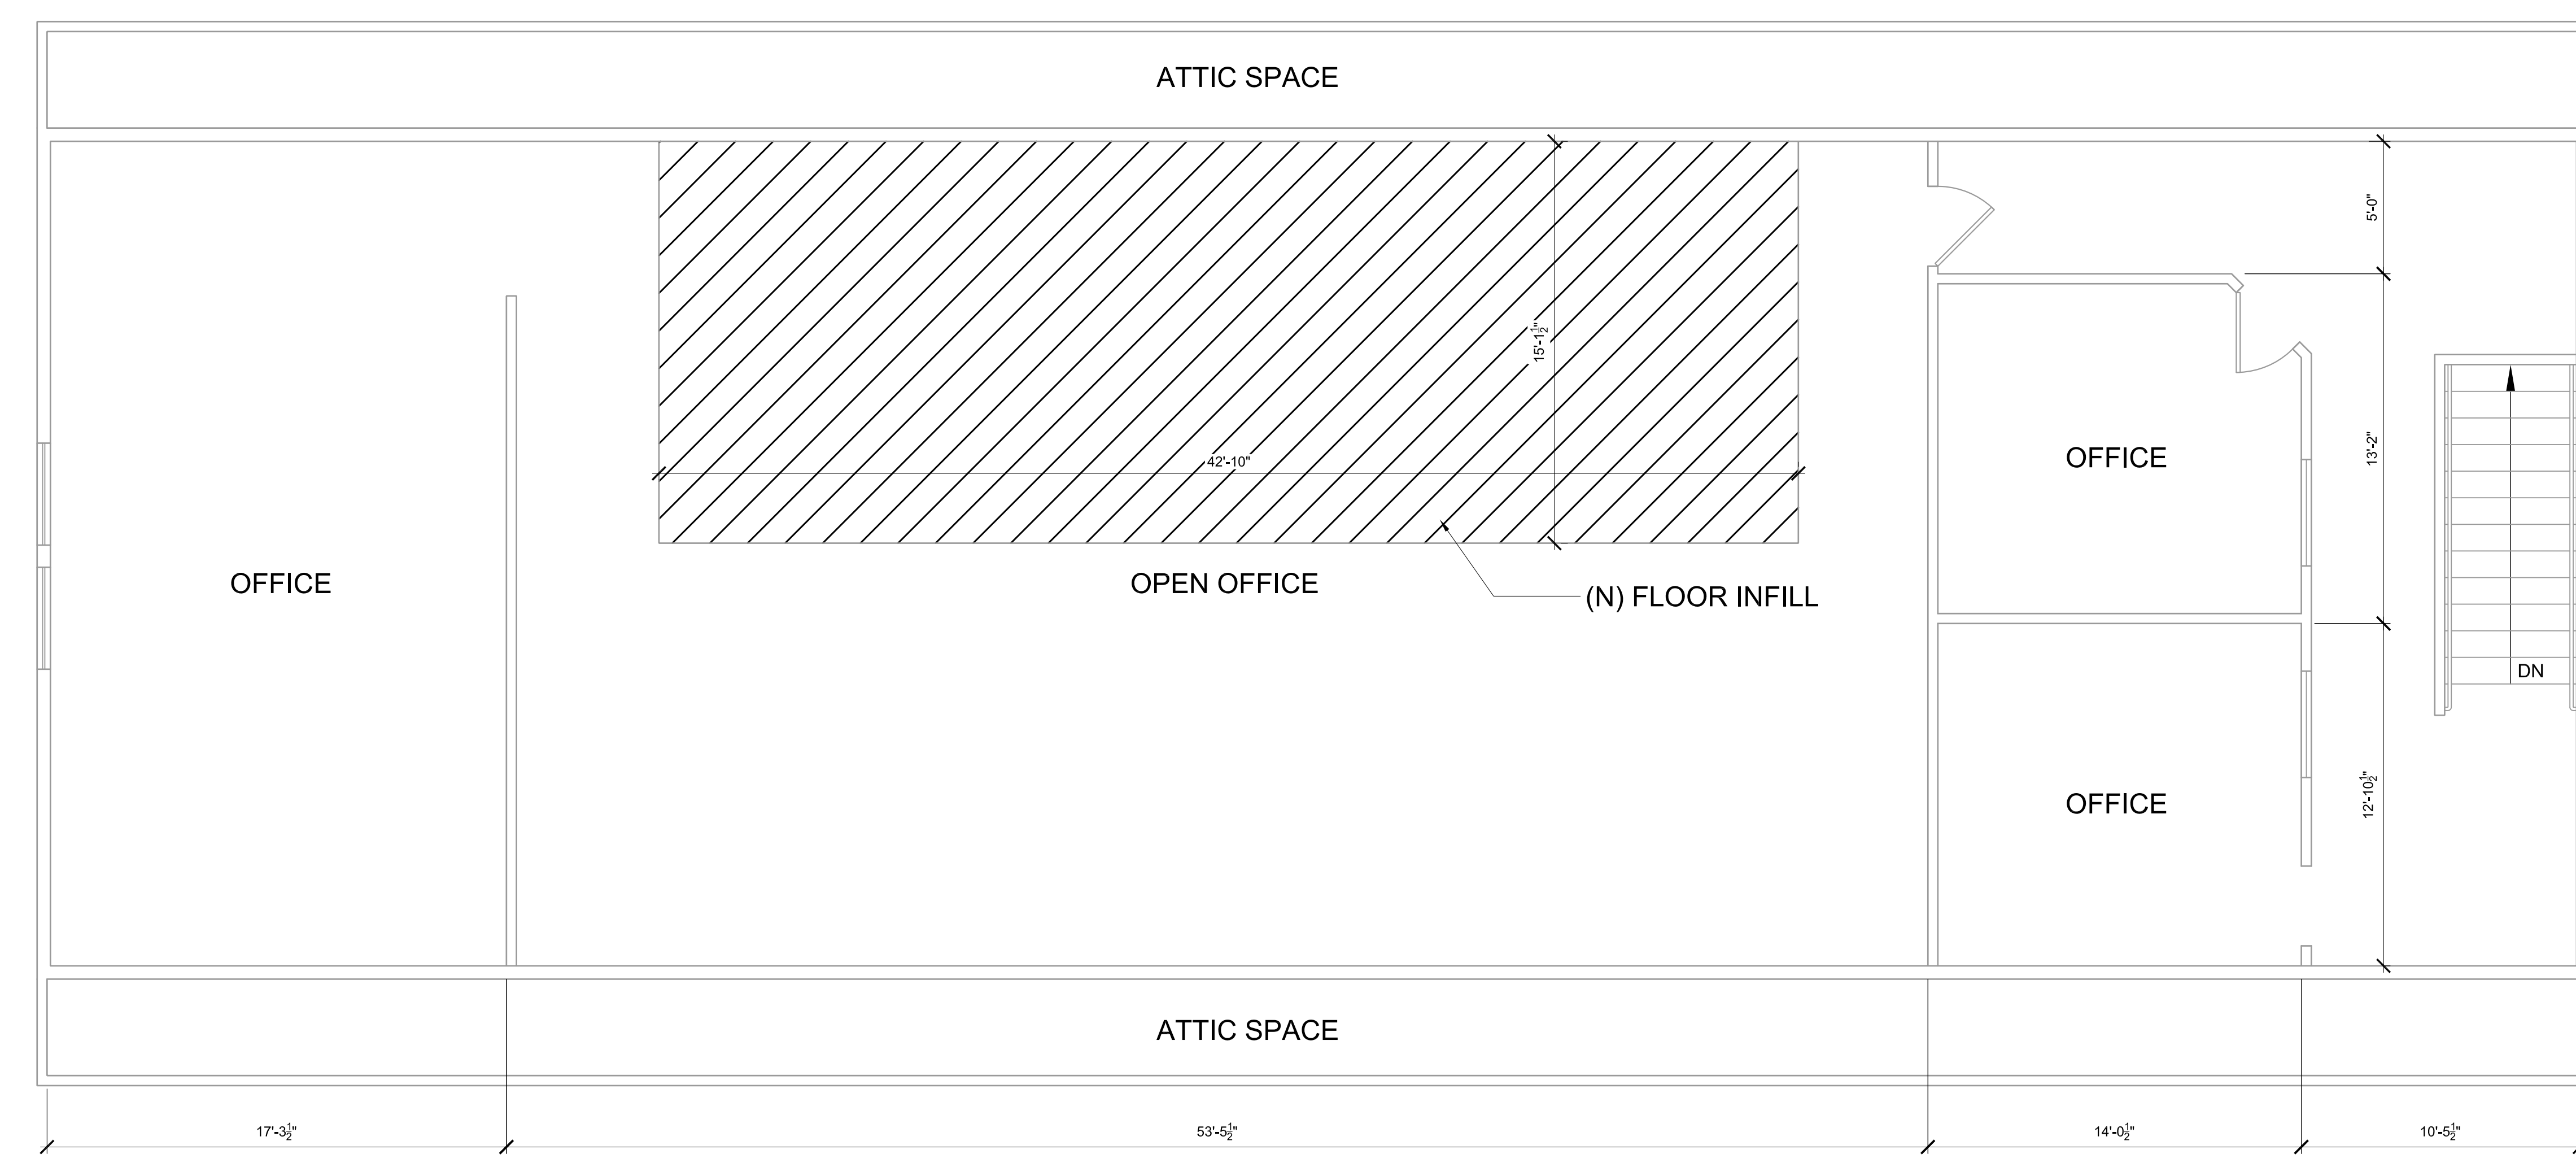 ATTIC SPACE
5'-0"
15'-1½"
42'-10"
13'-2"
OFFICE
OFFICE
OPEN OFFICE
(N) FLOOR INFILL
DN
12'-10½"
OFFICE
ATTIC SPACE
17'-3½"
53'-5½"
14'-0½"
10'-5½"